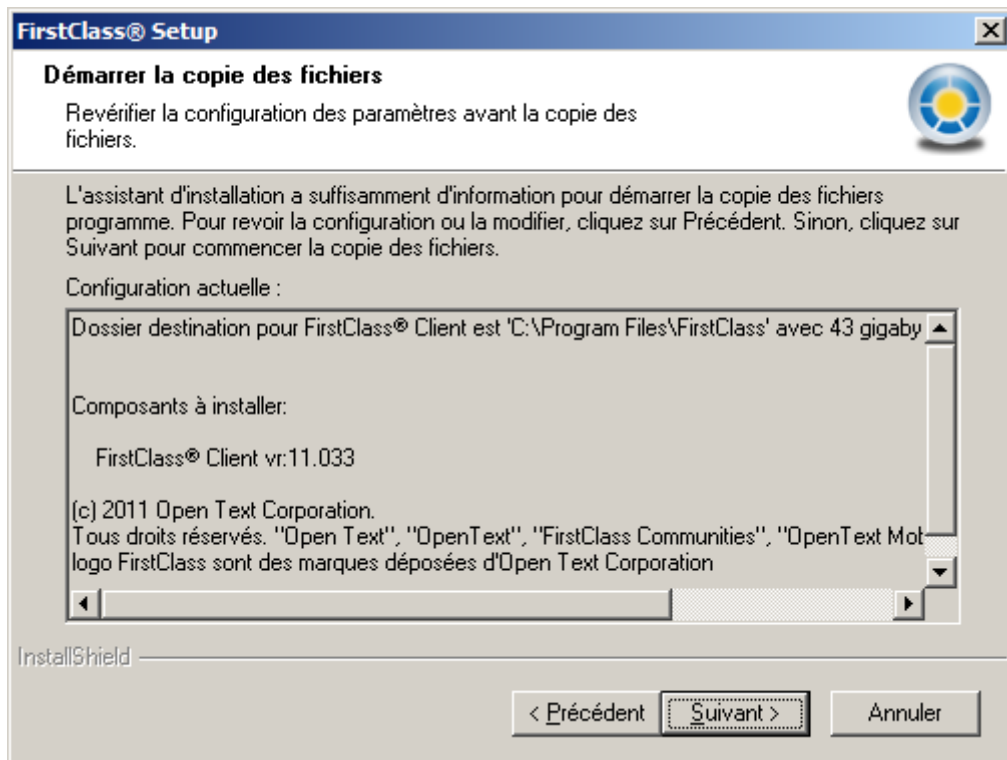 FirstClass® Setup
Démarrer la copie des fichiers
Revérifier la configuration des paramètres avant la copie des
fichiers.
L'assistant d'installation a suffisamment d'information pour démarrer la copie des fichiers
programme. Pour revoir la configuration ou la modifier, cliquez sur Précédent. Sinon, cliquez sur
Suivant pour commencer la copie des fichiers.
Configuration actuelle :
Dossier destination pour FirstClass® Client est 'C:\Program Files\FirstClass' avec 43 gigaby
Composants à installer:
FirstClass® Client vr:11.033
(c) 2011 Open Text Corporation.
Tous droits réservés. "Open Text", "OpenText", "FirstClass Communities", "OpenText Mot
logo FirstClass sont des marques déposées d'Open Text Corporation
InstallShield
< Précédent
Suivant >
Annuler